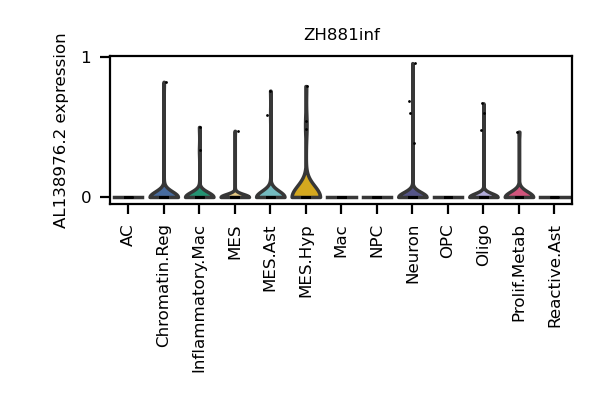 ZH881inf
AL138976.2 expression
1
0
AC
Chromatin.Reg
Inflammatory.Mac
MES
MES.Ast
MES.Hyp
Mac
NPC
Neuron
OPC
Oligo
Prolif.Metab
Reactive.Ast